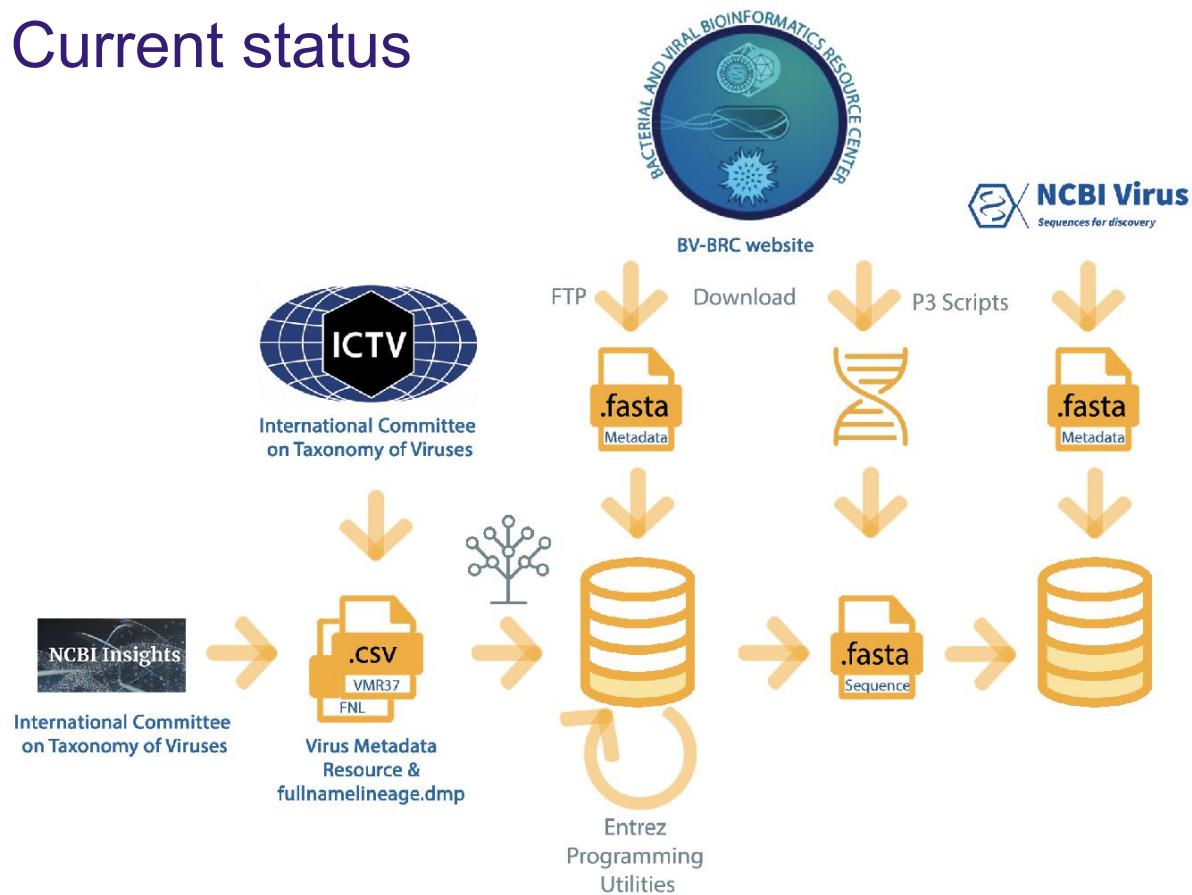 Current status
BACTERIAL AND VIRAL BIOINFORMATICS RESOURCE CENTER
BV-BRC website
NCBI Virus
Sequences for discovery
FTP
Download
P3 Scripts
ICTV
International Committee
on Taxonomy of Viruses
.fasta
Metadata
.fasta
Metadata
NCBI Insights
International Committee
on Taxonomy of Viruses
.csv
VMR37
FNL
Virus Metadata
Resource &
fullnamelineage.dmp
.fasta
Sequence
Entrez
Programming
Utilities